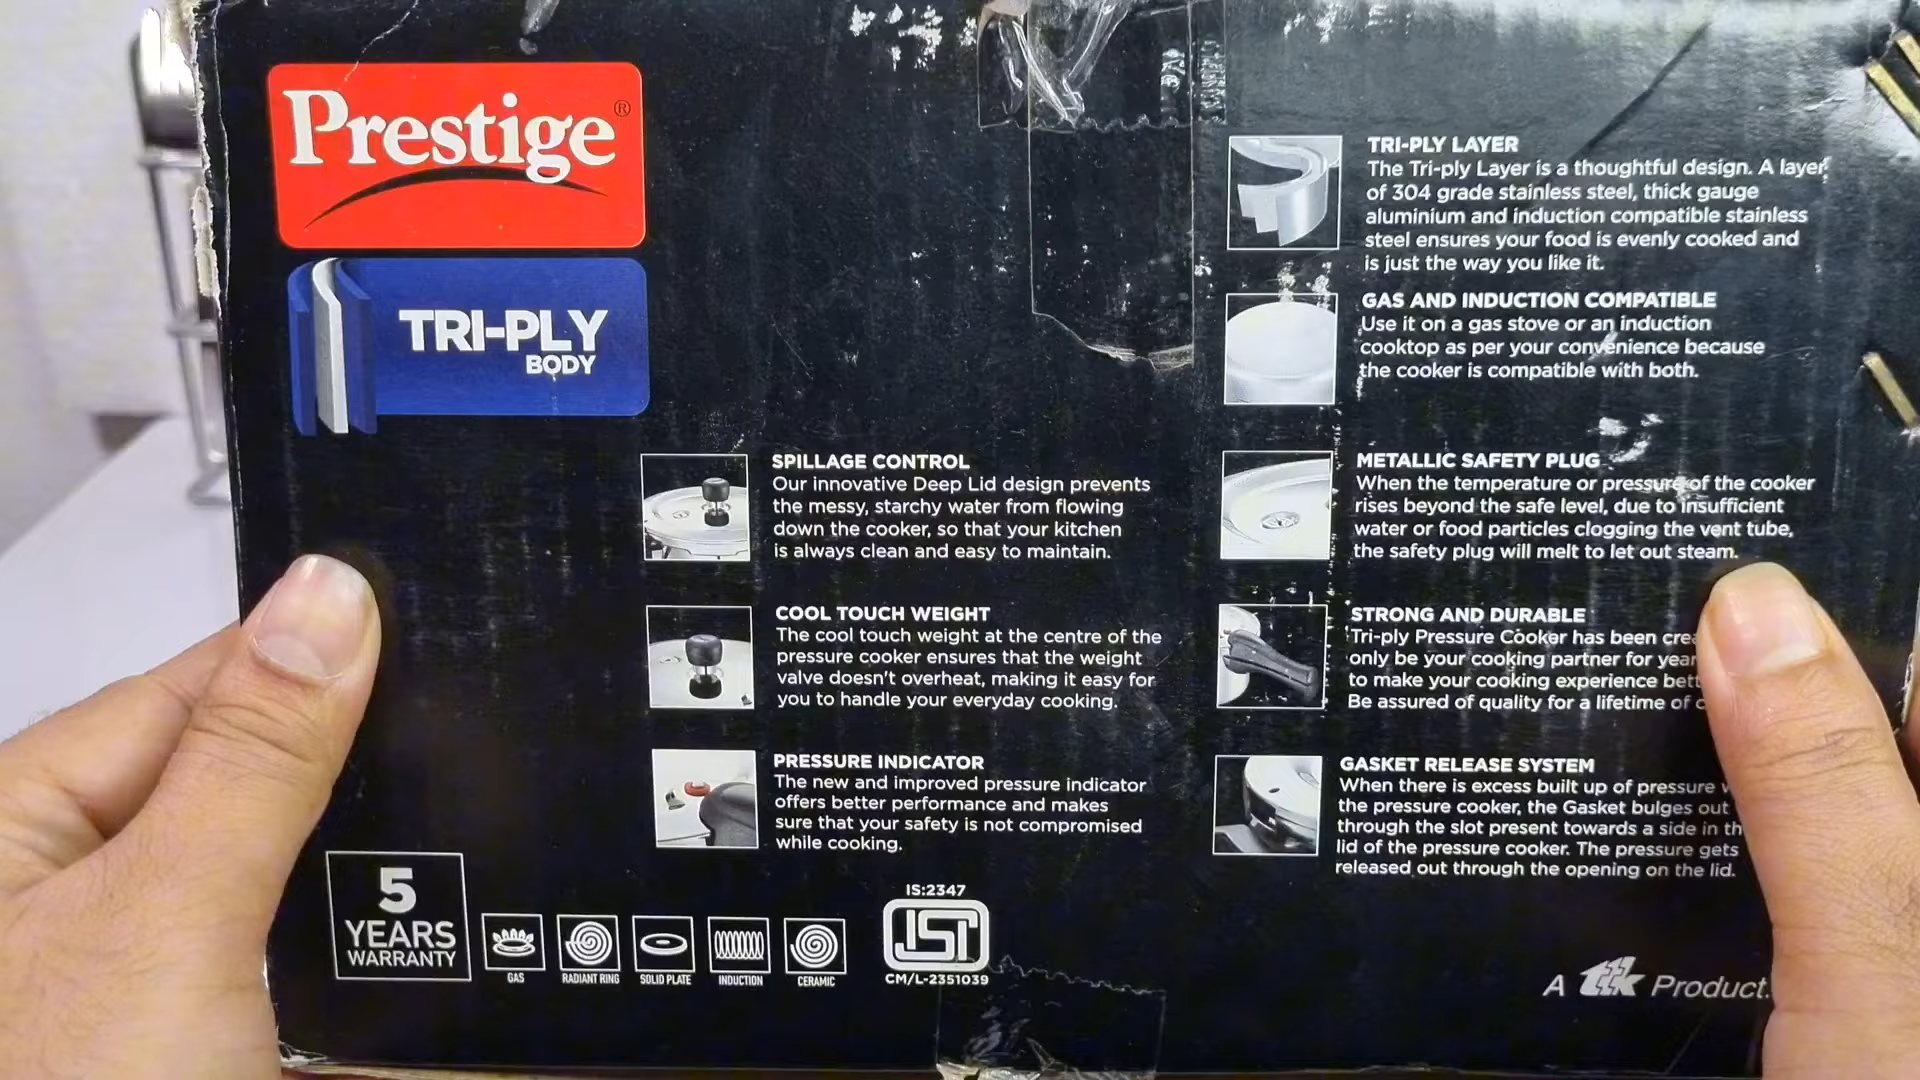 Prestige®
TRI-PLY
BODY
SPILLAGE CONTROL
Our innovative Deep Lid design prevents
the messy, starchy water from flowing
down the cooker, so that your kitchen
is always clean and easy to maintain.
COOL TOUCH WEIGHT
The cool touch weight at the centre of the
pressure cooker ensures that the weight
valve doesn't overheat, making it easy for
you to handle your everyday cooking.
PRESSURE INDICATOR
The new and improved pressure indicator
offers better performance and makes
sure that your safety is not compromised
while cooking.
TRI-PLY LAYER
The Tri-ply Layer is a thoughtful design. A layer
of 304 grade stainless steel, thick gauge
aluminium and induction compatible stainless
steel ensures your food is evenly cooked and
is just the way you like it.
GAS AND INDUCTION COMPATIBLE
Use it on a gas stove or an induction
cooktop as per your convenience because
the cooker is compatible with both.
METALLIC SAFETY PLUG
When the temperature or pressure of the cooker
rises beyond the safe level, due to insufficient
water or food particles clogging the vent tube,
the safety plug will melt to let out steam.
STRONG AND DURABLE
Tri-ply Pressure Cooker has been
only be your cooking partner for
to make your cooking experience
Be assured of quality for a lifetime of
GASKET RELEASE SYSTEM
When there is excess built up of pressure
the pressure cooker, the Gasket bulges out
through the slot present towards a side in
lid of the pressure cooker. The pressure gets
released out through the opening on the lid.
5
YEARS
WARRANTY
GAS
RADIANT RING
SOLID PLATE
INDUCTION
CERAMIC
IS:2347
ISI
CM/L-2351039
A ttk Product.